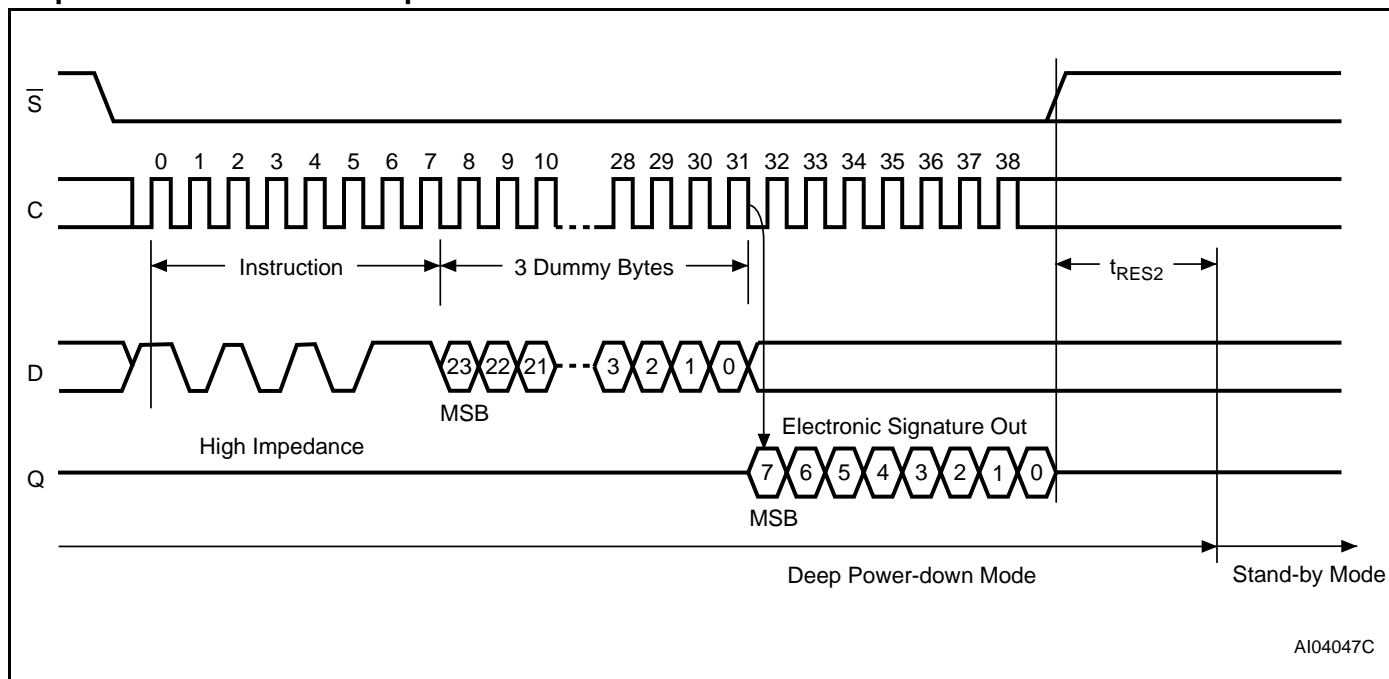 S
0 1 2 3 4 5 6 7 8 9 10 28 29 30 31 32 33 34 35 36 37 38
C
Instruction 3 Dummy Bytes tRES2
D
23 22 21 3 2 1 0
MSB
High Impedance
Electronic Signature Out
Q
7 6 5 4 3 2 1 0
MSB
Deep Power-down Mode Stand-by Mode
AI04047C